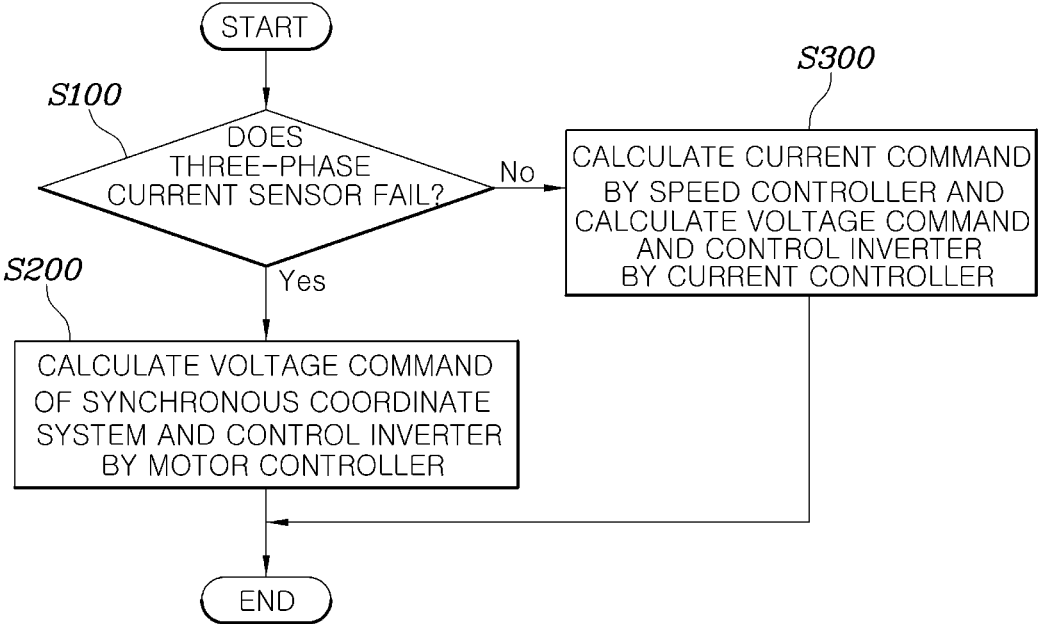 START
S100
DOES
THREE-PHASE
CURRENT SENSOR FAIL?
No
Yes
S300
CALCULATE CURRENT COMMAND
BY SPEED CONTROLLER AND
CALCULATE VOLTAGE COMMAND
AND CONTROL INVERTER
BY CURRENT CONTROLLER
S200
CALCULATE VOLTAGE COMMAND
OF SYNCHRONOUS COORDINATE
SYSTEM AND CONTROL INVERTER
BY MOTOR CONTROLLER
END